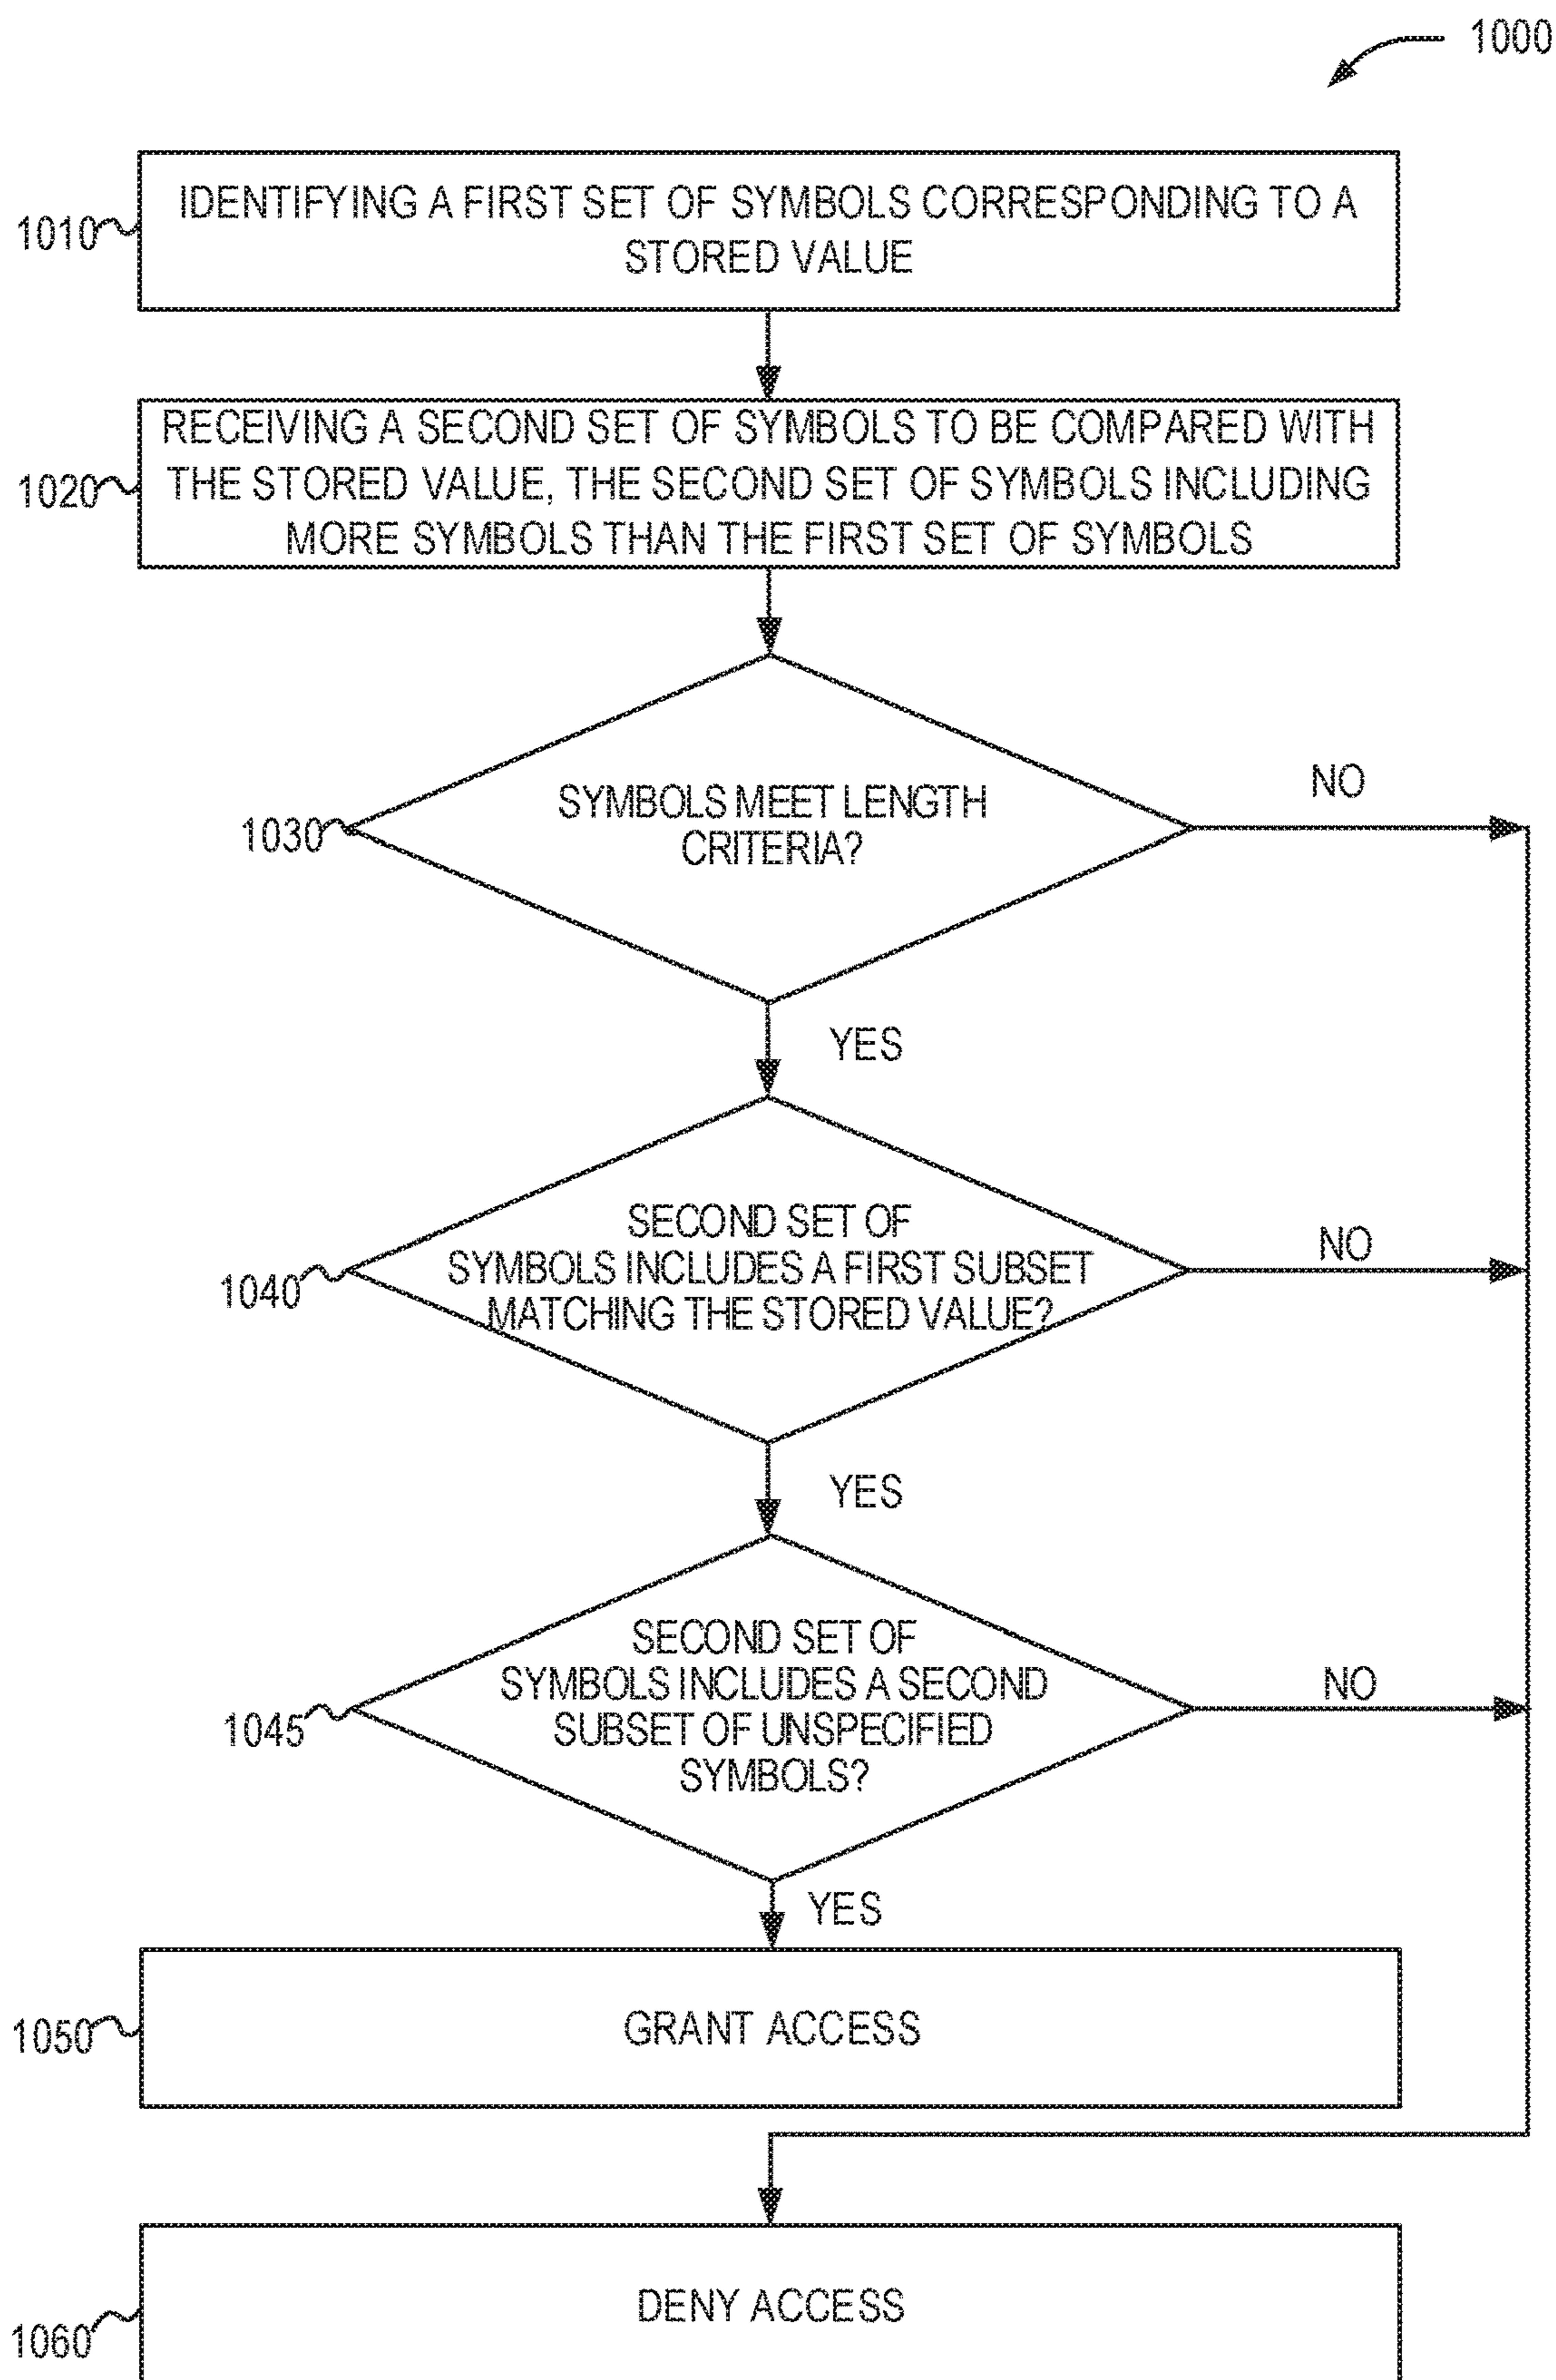 1000
IDENTIFYING A FIRST SET OF SYMBOLS CORRESPONDING TO A
STORED VALUE
1010
RECEIVING A SECOND SET OF SYMBOLS TO BE COMPARED WITH
THE STORED VALUE, THE SECOND SET OF SYMBOLS INCLUDING
MORE SYMBOLS THAN THE FIRST SET OF SYMBOLS
1020
SYMBOLS MEET LENGTH
CRITERIA?
1030
NO
YES
SECOND SET OF
SYMBOLS INCLUDES A FIRST SUBSET
MATCHING THE STORED VALUE?
1040
NO
YES
SECOND SET OF
SYMBOLS INCLUDES A SECOND
SUBSET OF UNSPECIFIED
SYMBOLS?
1045
NO
YES
GRANT ACCESS
1050
DENY ACCESS
1060